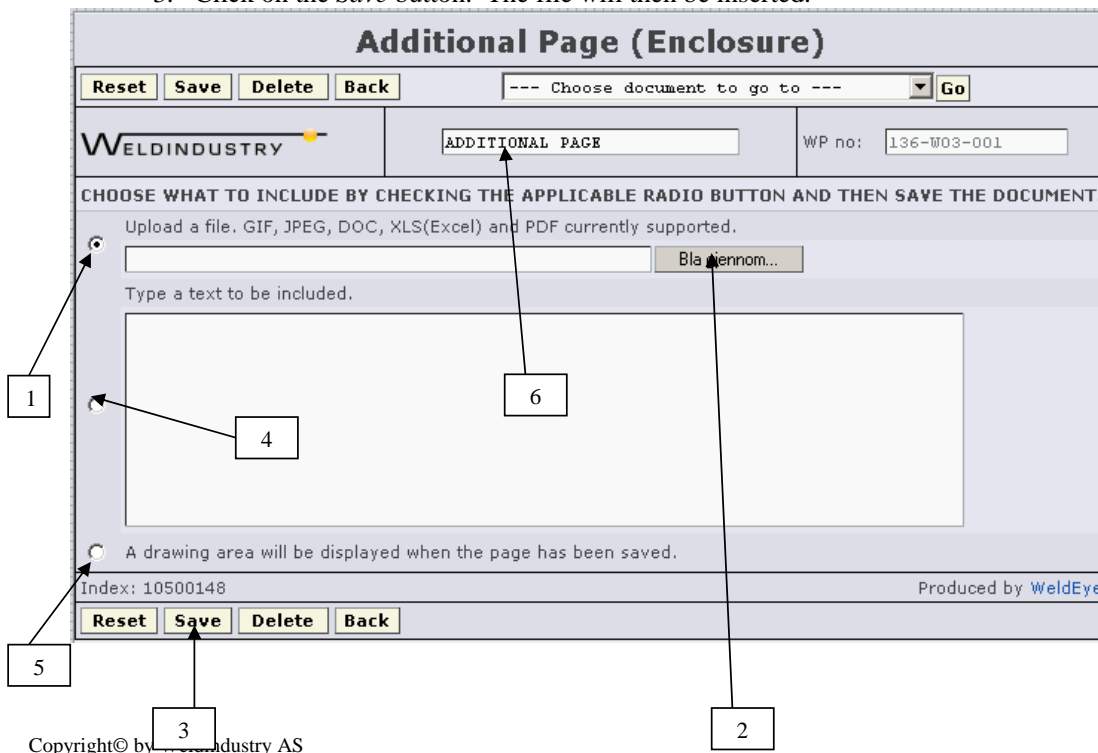 3. Click on the Save button. The file will then be inserted.
Additional Page (Enclosure)
Reset Save Delete Back --- Choose document to go to --- Go
WELDINDUSTRY ADDITIONAL PAGE WP no: 136-W03-001
CHOOSE WHAT TO INCLUDE BY CHECKING THE APPLICABLE RADIO BUTTON AND THEN SAVE THE DOCUMENT
Upload a file. GIF, JPEG, DOC, XLS(Excel) and PDF currently supported.
Bla gjennom...
Type a text to be included.
1
6
4
A drawing area will be displayed when the page has been saved.
Index: 10500148 Produced by WeldEye
Reset Save Delete Back
5
3
2
Copyright© by Weldindustry AS